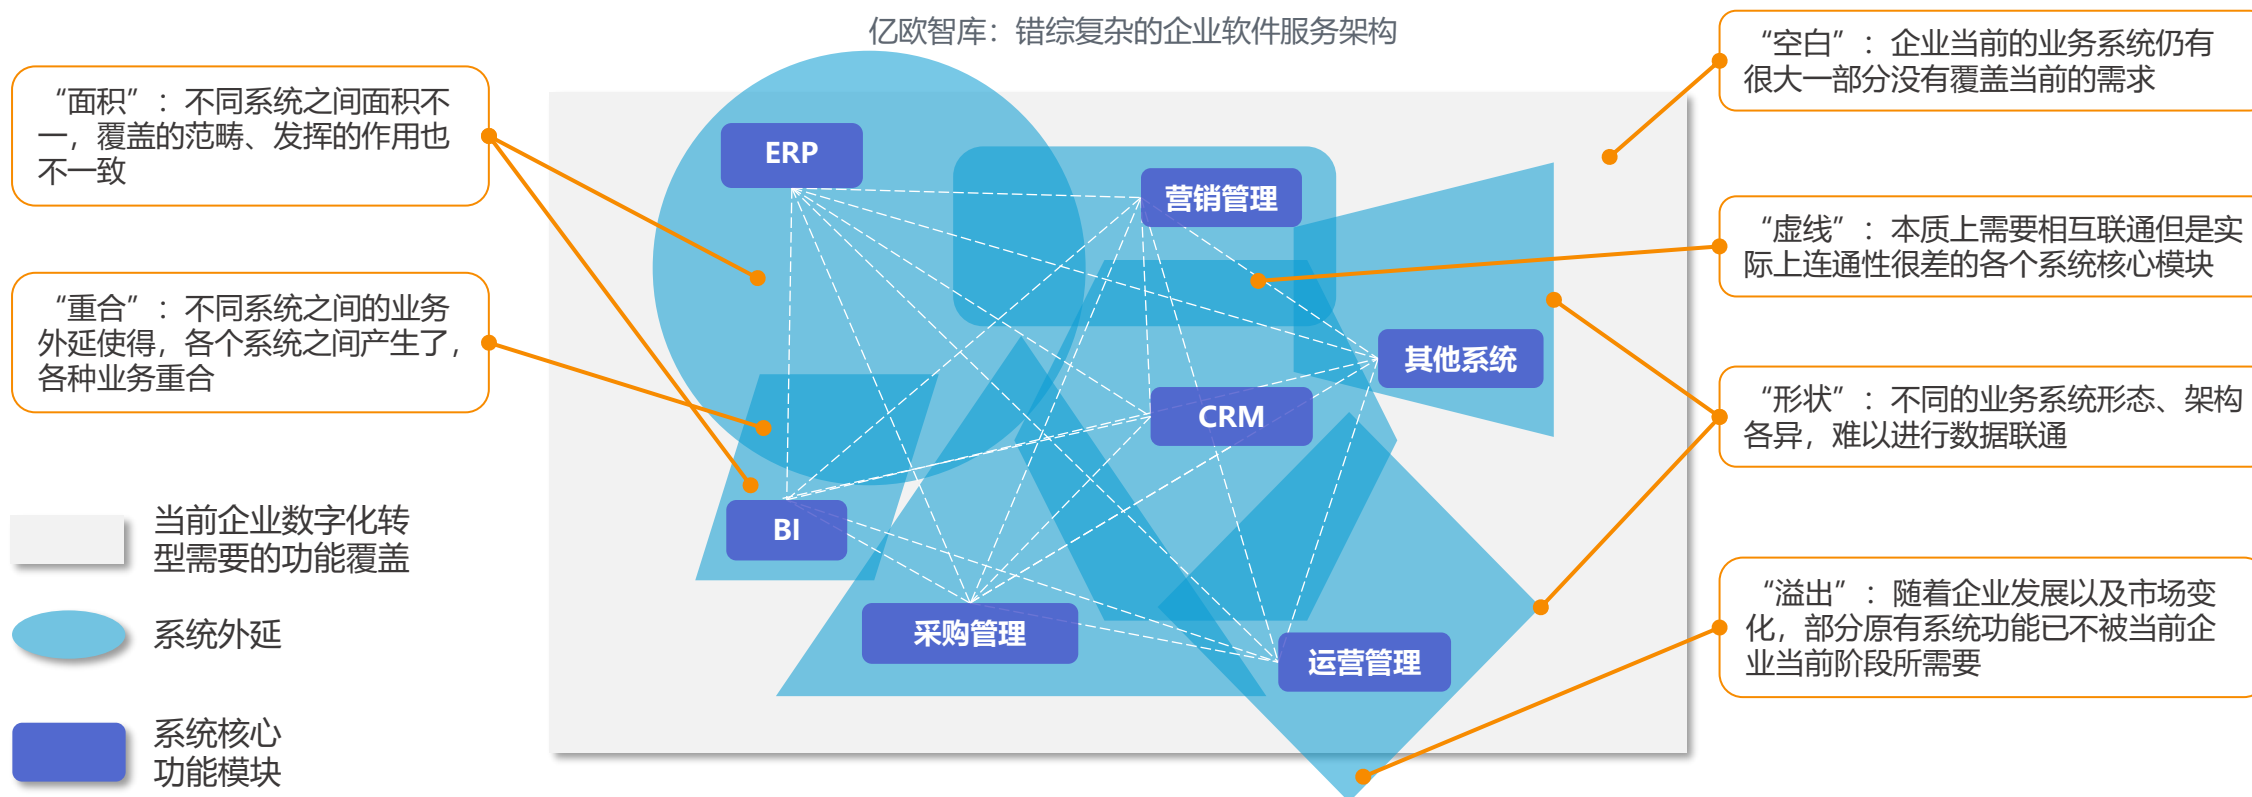 亿欧智库：错综复杂的企业软件服务架构
“面积”：不同系统之间面积不
一，覆盖的范畴、发挥的作用也
不一致
“重合”：不同系统之间的业务
外延使得，各个系统之间产生了，
各种业务重合
当前企业数字化转
型需要的功能覆盖
系统外延
系统核心
功能模块
ERP
营销管理
其他系统
CRM
BI
采购管理
运营管理
“空白”：企业当前的业务系统仍有
很大一部分没有覆盖当前的需求
“虚线”：本质上需要相互联通但是实
际上连通性很差的各个系统核心模块
“形状”：不同的业务系统形态、架构
各异，难以进行数据联通
“溢出”：随着企业发展以及市场变
化，部分原有系统功能已不被当前企
业当前阶段所需要